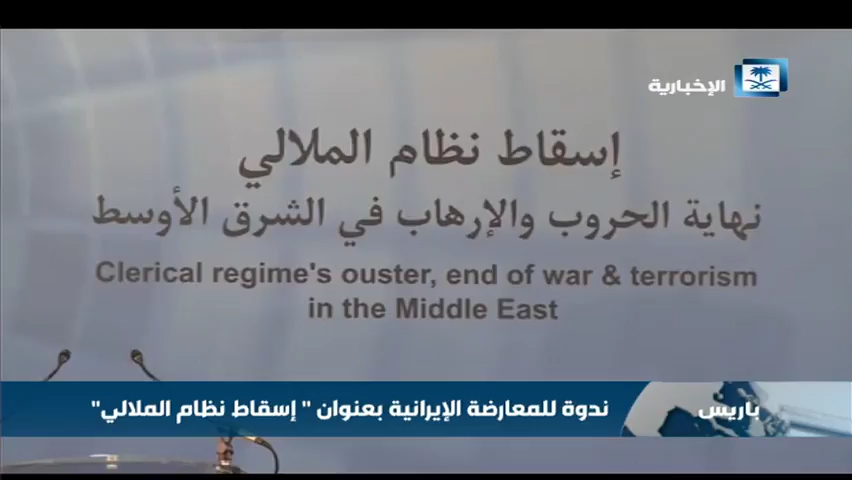 الإخبارية
إسقاط نظام الملالي
نهاية الحروب والإرهاب في الشرق الأوسط
Clerical regime's ouster, end of war & terrorism
in the Middle East
باريس
ندوة للمعارضة الإيرانية بعنوان " إسقاط نظام الملالي"